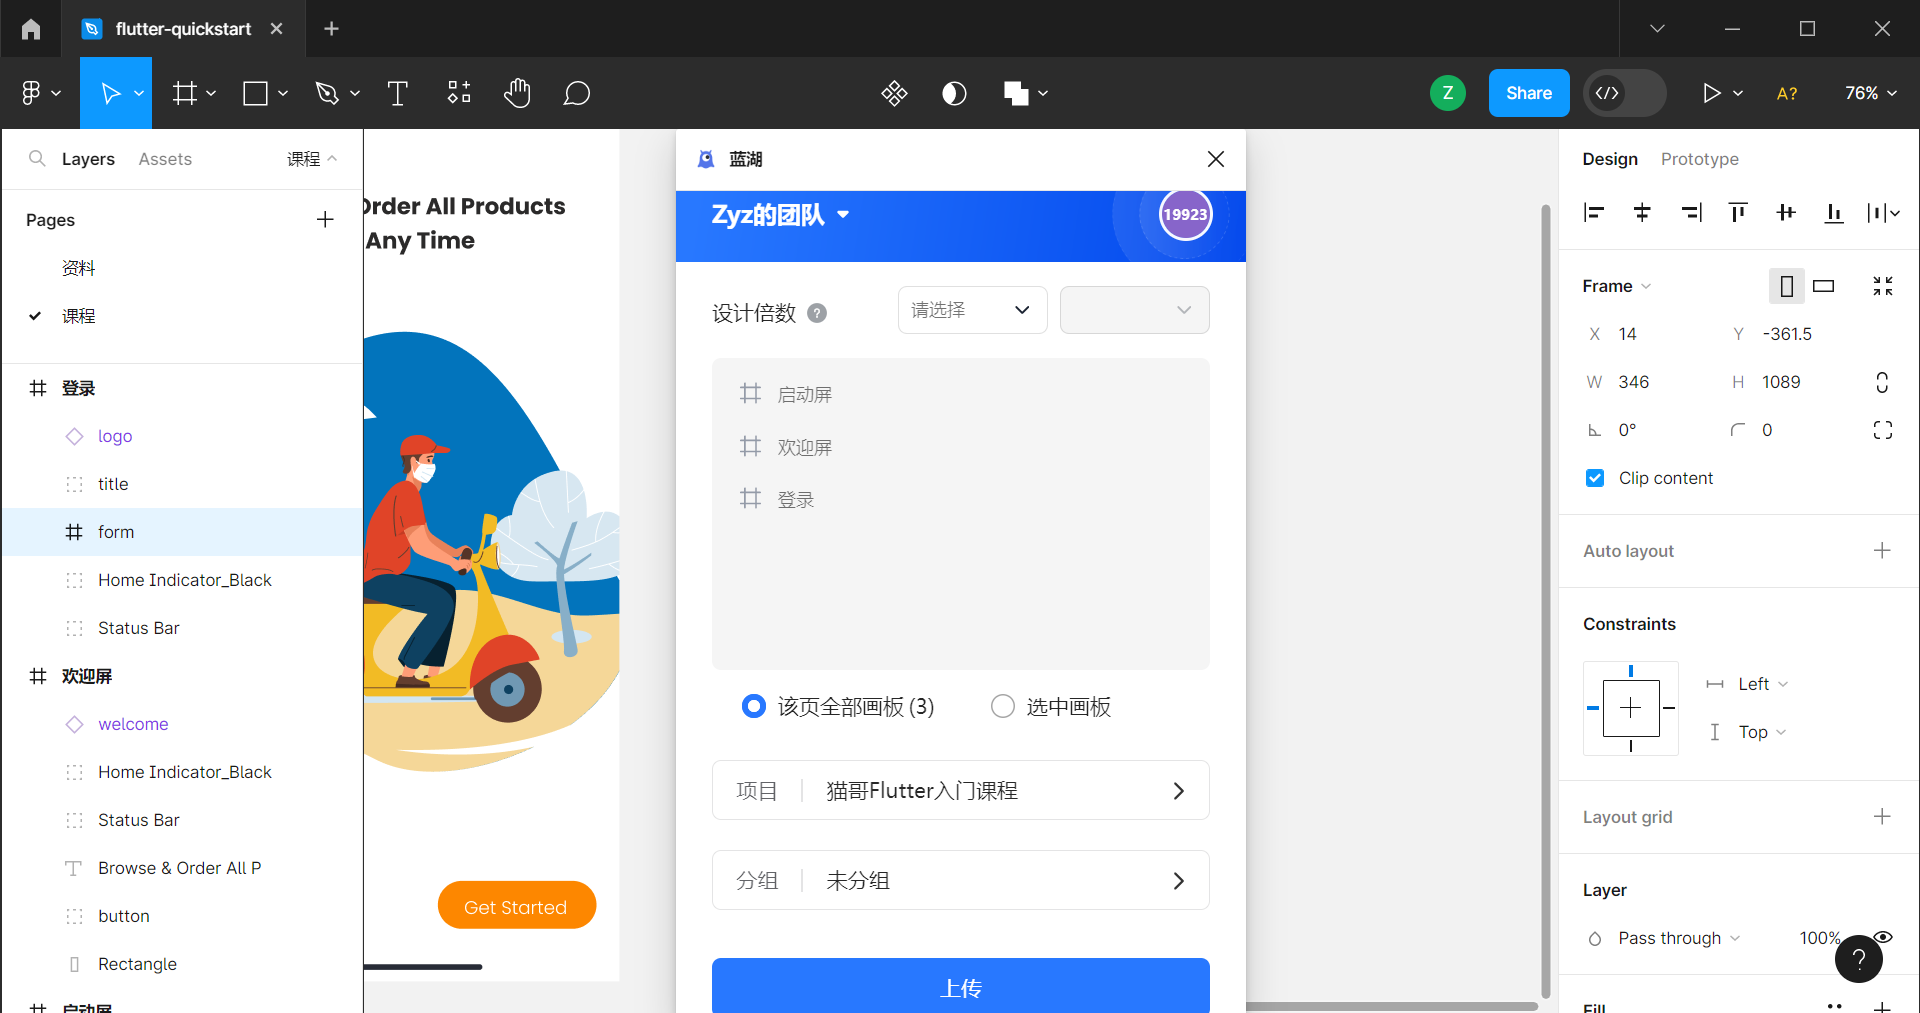 flutter-quickstart
Z
Share
A?
76%
Layers
Assets
课程
Pages
资料
课程
登录
logo
title
form
Home Indicator_Black
Status Bar
欢迎屏
welcome
Home Indicator_Black
Status Bar
Browse & Order All P
button
Rectangle
启动屏
Order All Products
Any Time
Get Started
蓝湖
Zyz的团队
19923
设计倍数
?
请选择
启动屏
欢迎屏
登录
该页全部画板 (3)
选中画板
项目
猫哥Flutter入门课程
分组
未分组
上传
Design
Prototype
Frame
X 14
Y -361.5
W 346
H 1089
0°
0
Clip content
Auto layout
Constraints
Left
Top
Layout grid
Layer
Pass through
100%
?
Fill